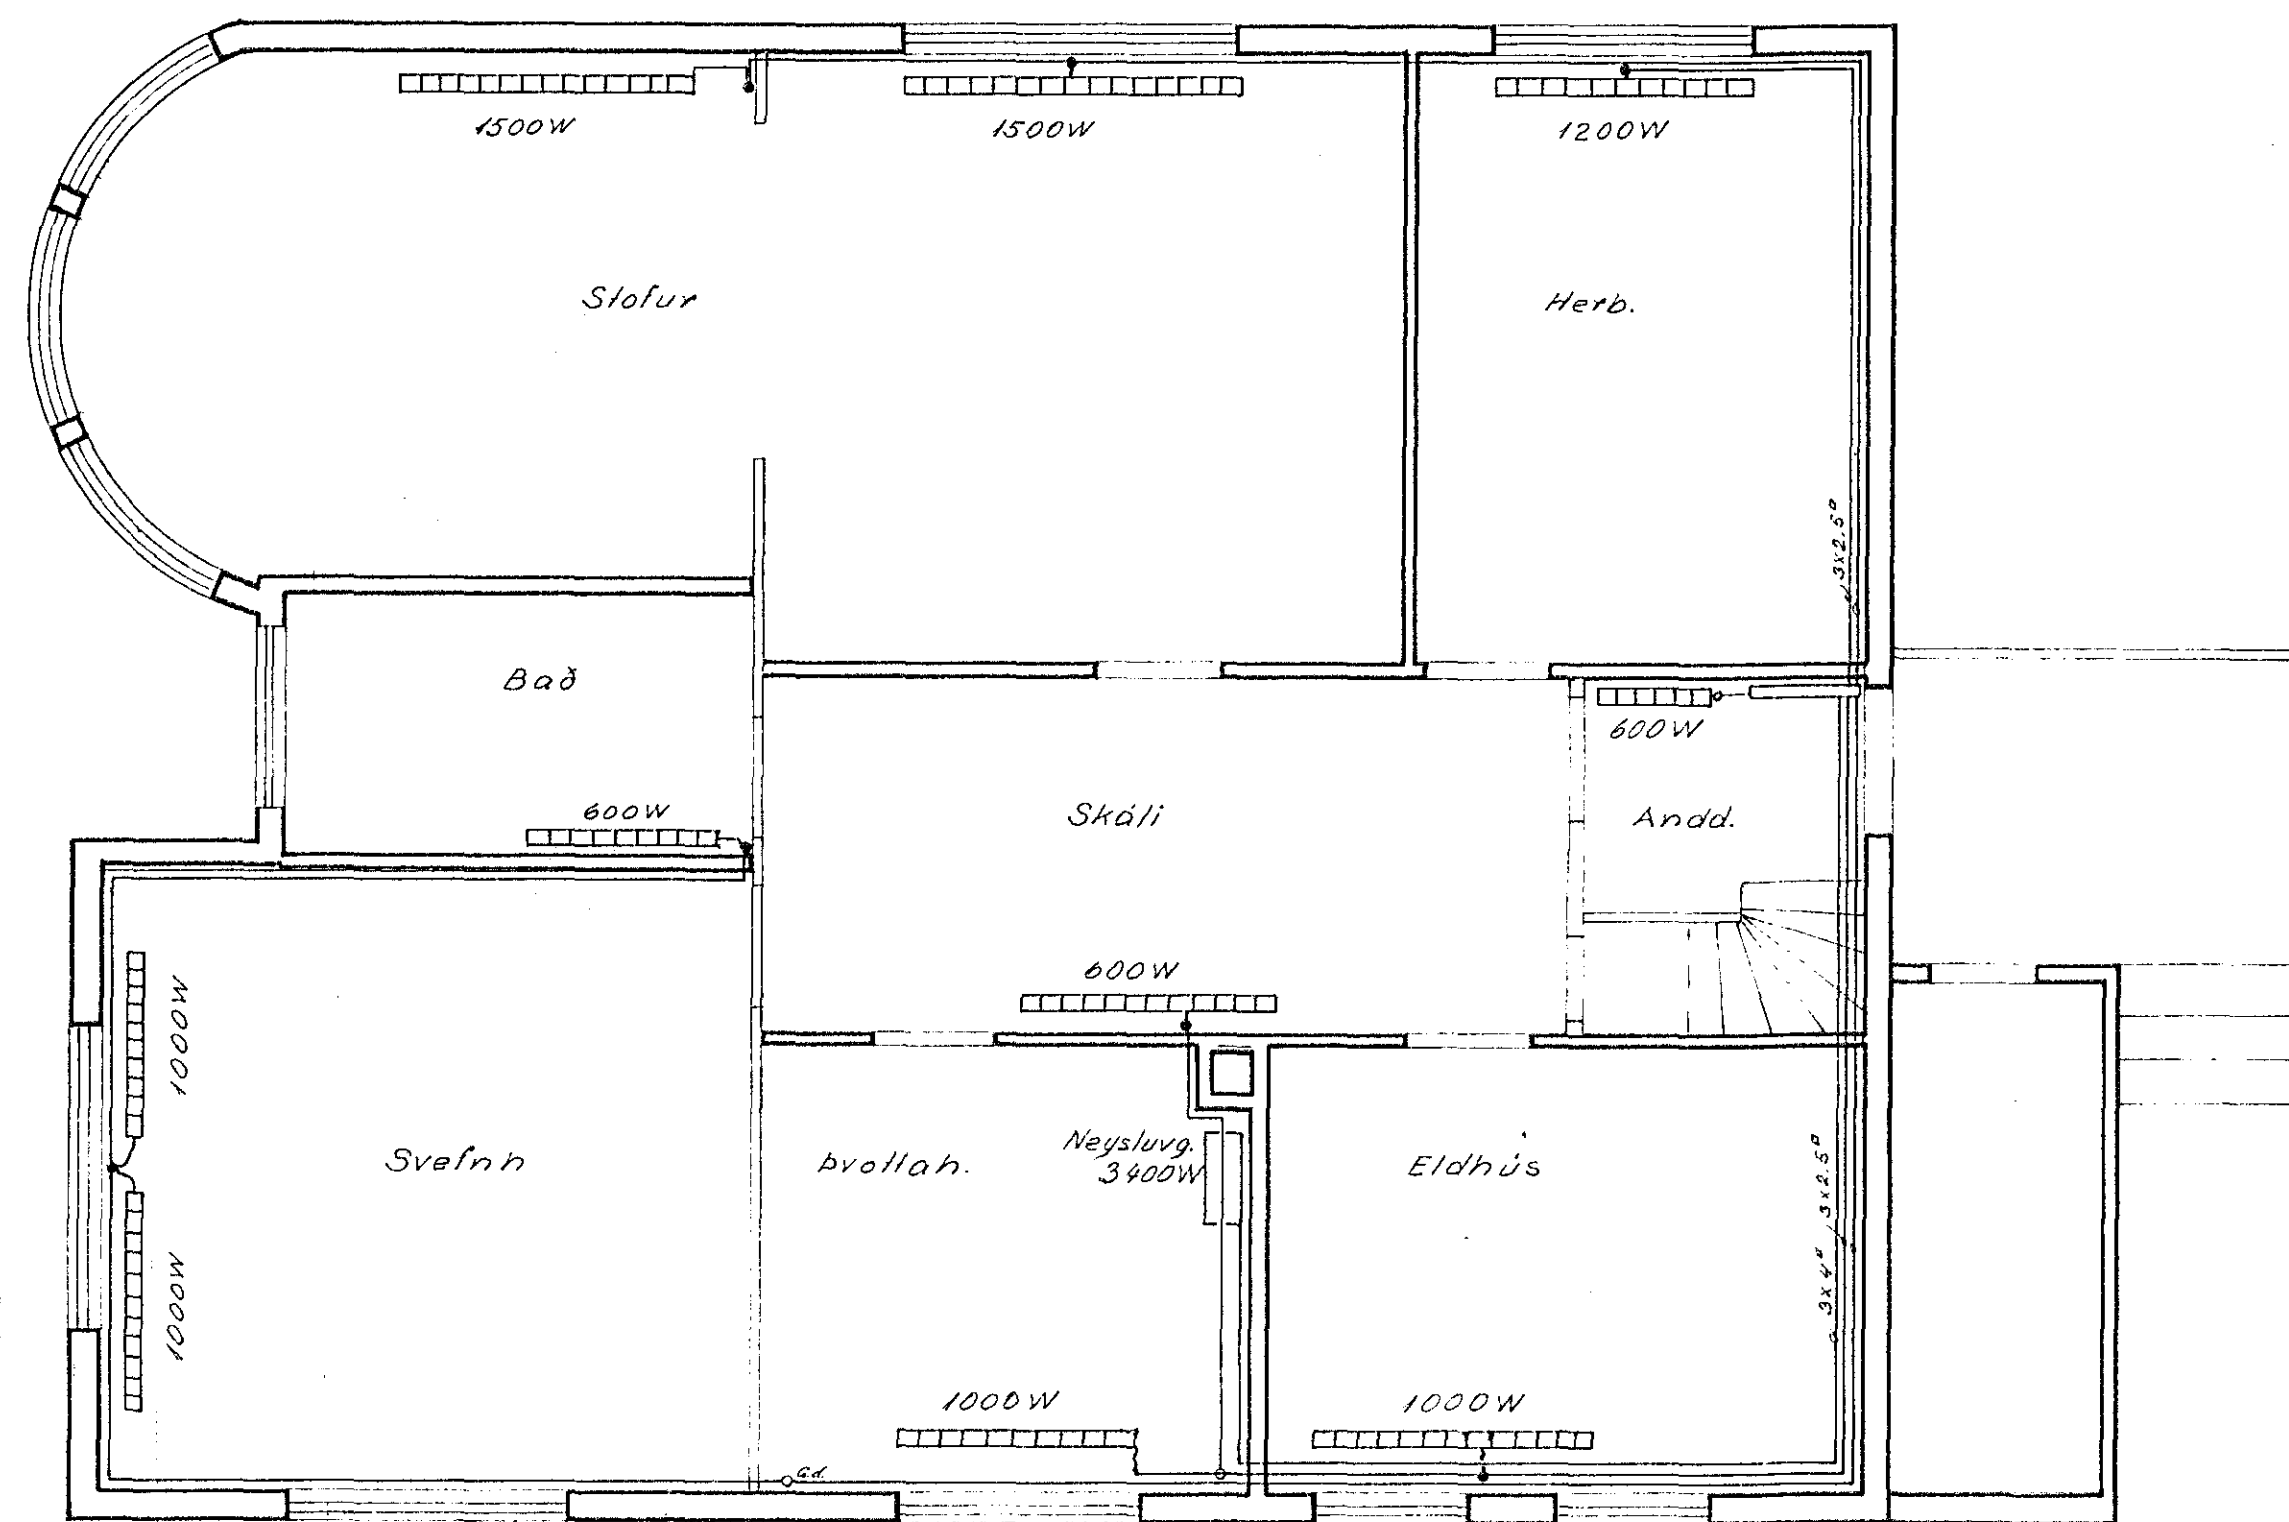 1500W
1500W
1200W
Stofur
Herb.
3x2.5□
Bað
600W
600W
Skáli
Andd.
600W
1000W
1000W
Svefnh
Þvottah.
Neysluvg.
3400W
Eldhús
3x4□ 3x2.5□
1000W
1000W
G.d.